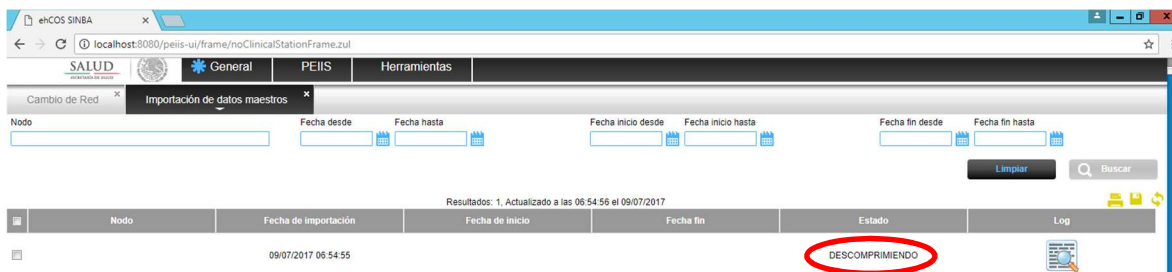 ehCOS SINBA
localhost:8080/peiis-ui/frame/noClinicalStationFrame.zul
SALUD General PEIIS Herramientas
SECRETARÍA DE SALUD
Cambio de Red Importación de datos maestros
Nodo Fecha desde Fecha hasta Fecha inicio desde Fecha inicio hasta Fecha fin desde Fecha fin hasta
Limpiar Buscar
Resultados: 1, Actualizado a las 06:54:56 el 09/07/2017
Nodo Fecha de importación Fecha de inicio Fecha fin Estado Log
09/07/2017 06:54:55 DESCOMPRIMIENDO